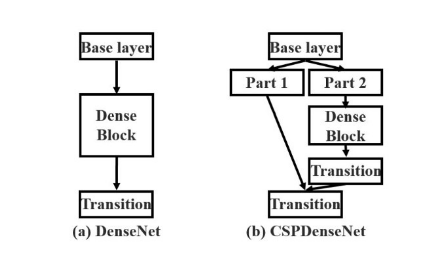 Base layer
Dense
Block
Transition
(a) DenseNet
Base layer
Part 1
Part 2
Dense
Block
Transition
Transition
(b) CSPDenseNet